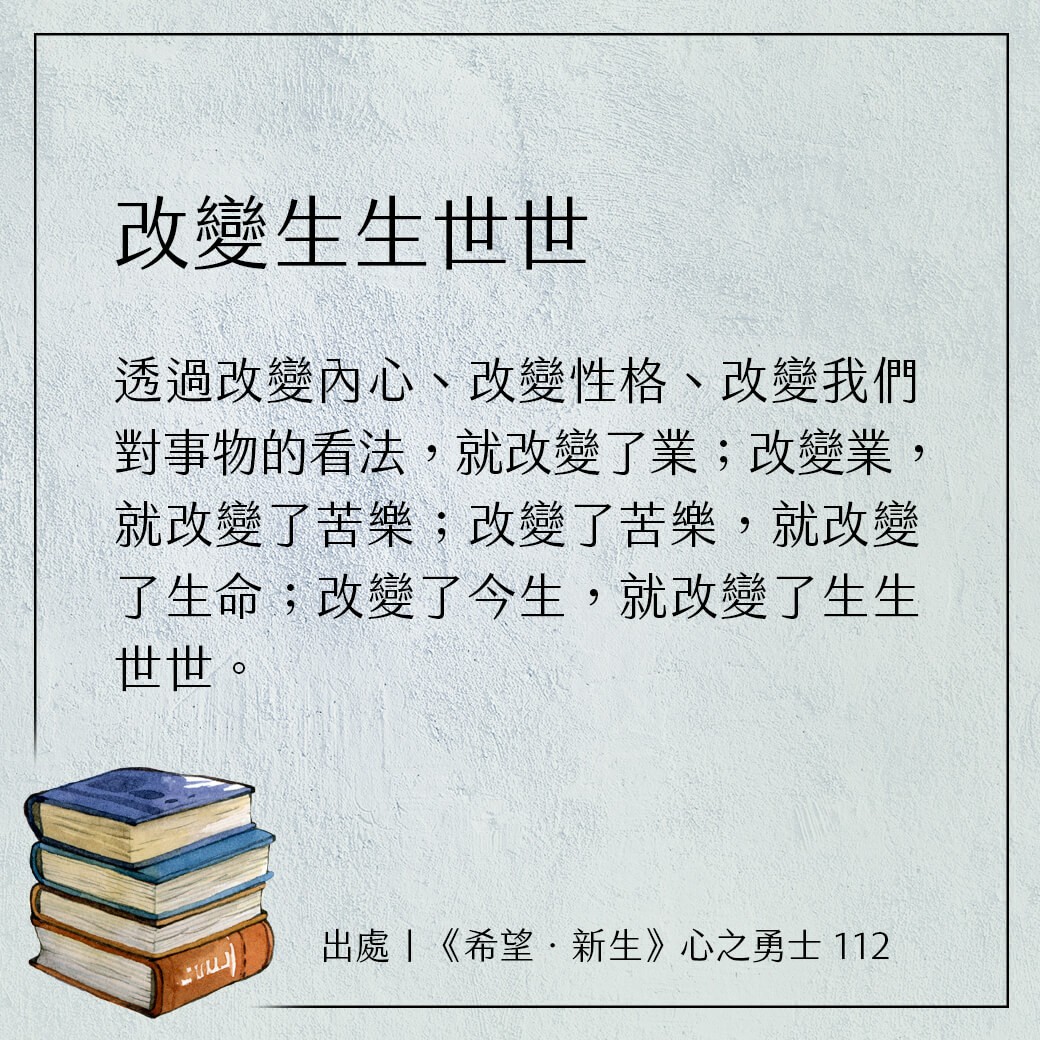 改變生生世世
透過改變內心、改變性格、改變我們
對事物的看法，就改變了業；改變業，
就改變了苦樂；改變了苦樂，就改變
了生命；改變了今生，就改變了生生
世世。
出處｜《希望．新生》心之勇士 112